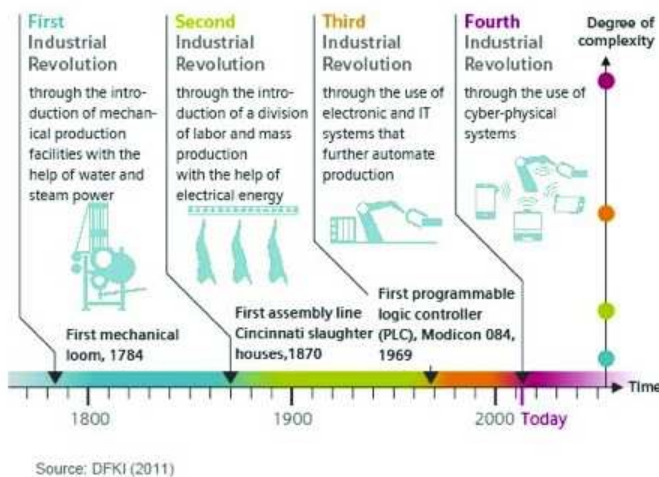 First
Industrial
Revolution
through the intro-
duction of mechan-
ical production
facilities with the
help of water and
steam power
First mechanical
loom, 1784
Second
Industrial
Revolution
through the intro-
duction of a division
of labor and mass
production
with the help of
electrical energy
First assembly line
Cincinnati slaughter
houses,1870
Third
Industrial
Revolution
through the use of
electronic and IT
systems that
further automate
production
First programmable
logic controller
(PLC), Modicon 084,
1969
Fourth
Industrial
Revolution
through the use of
cyber-physical
systems
Degree of
complexity
Time
1800
1900
2000
Today
Source: DFKI (2011)